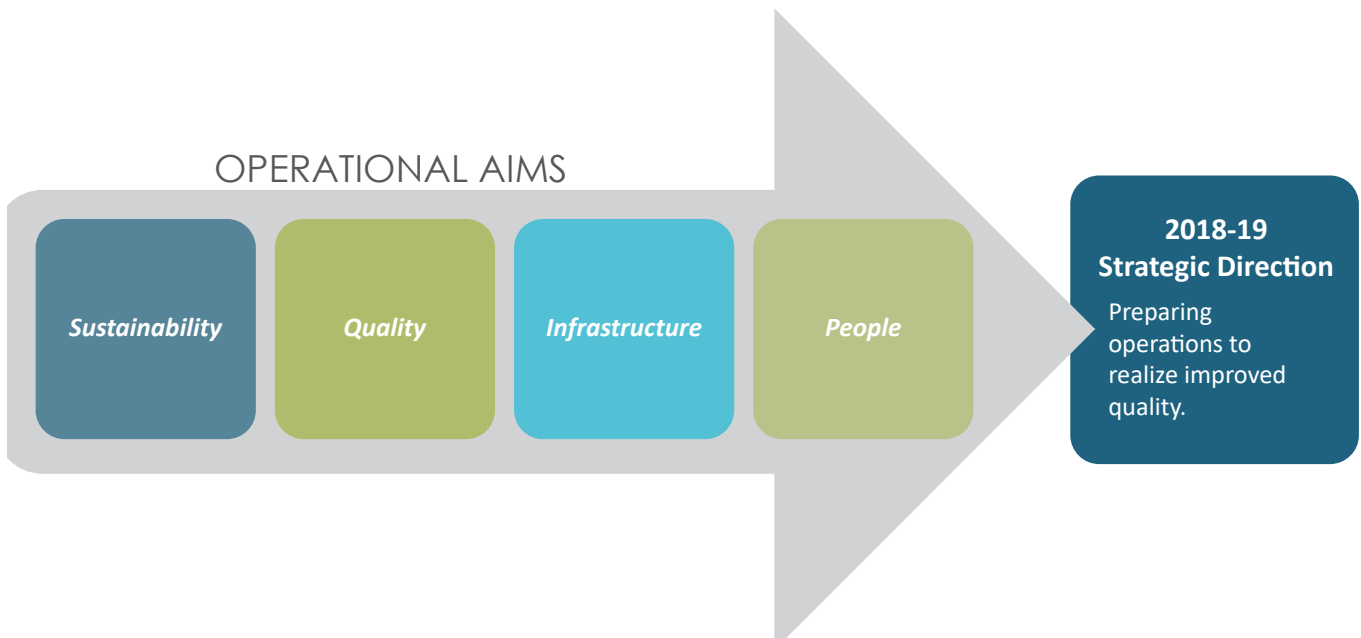 OPERATIONAL AIMS
Sustainability
Quality
Infrastructure
People
2018-19
Strategic Direction
Preparing
operations to
realize improved
quality.